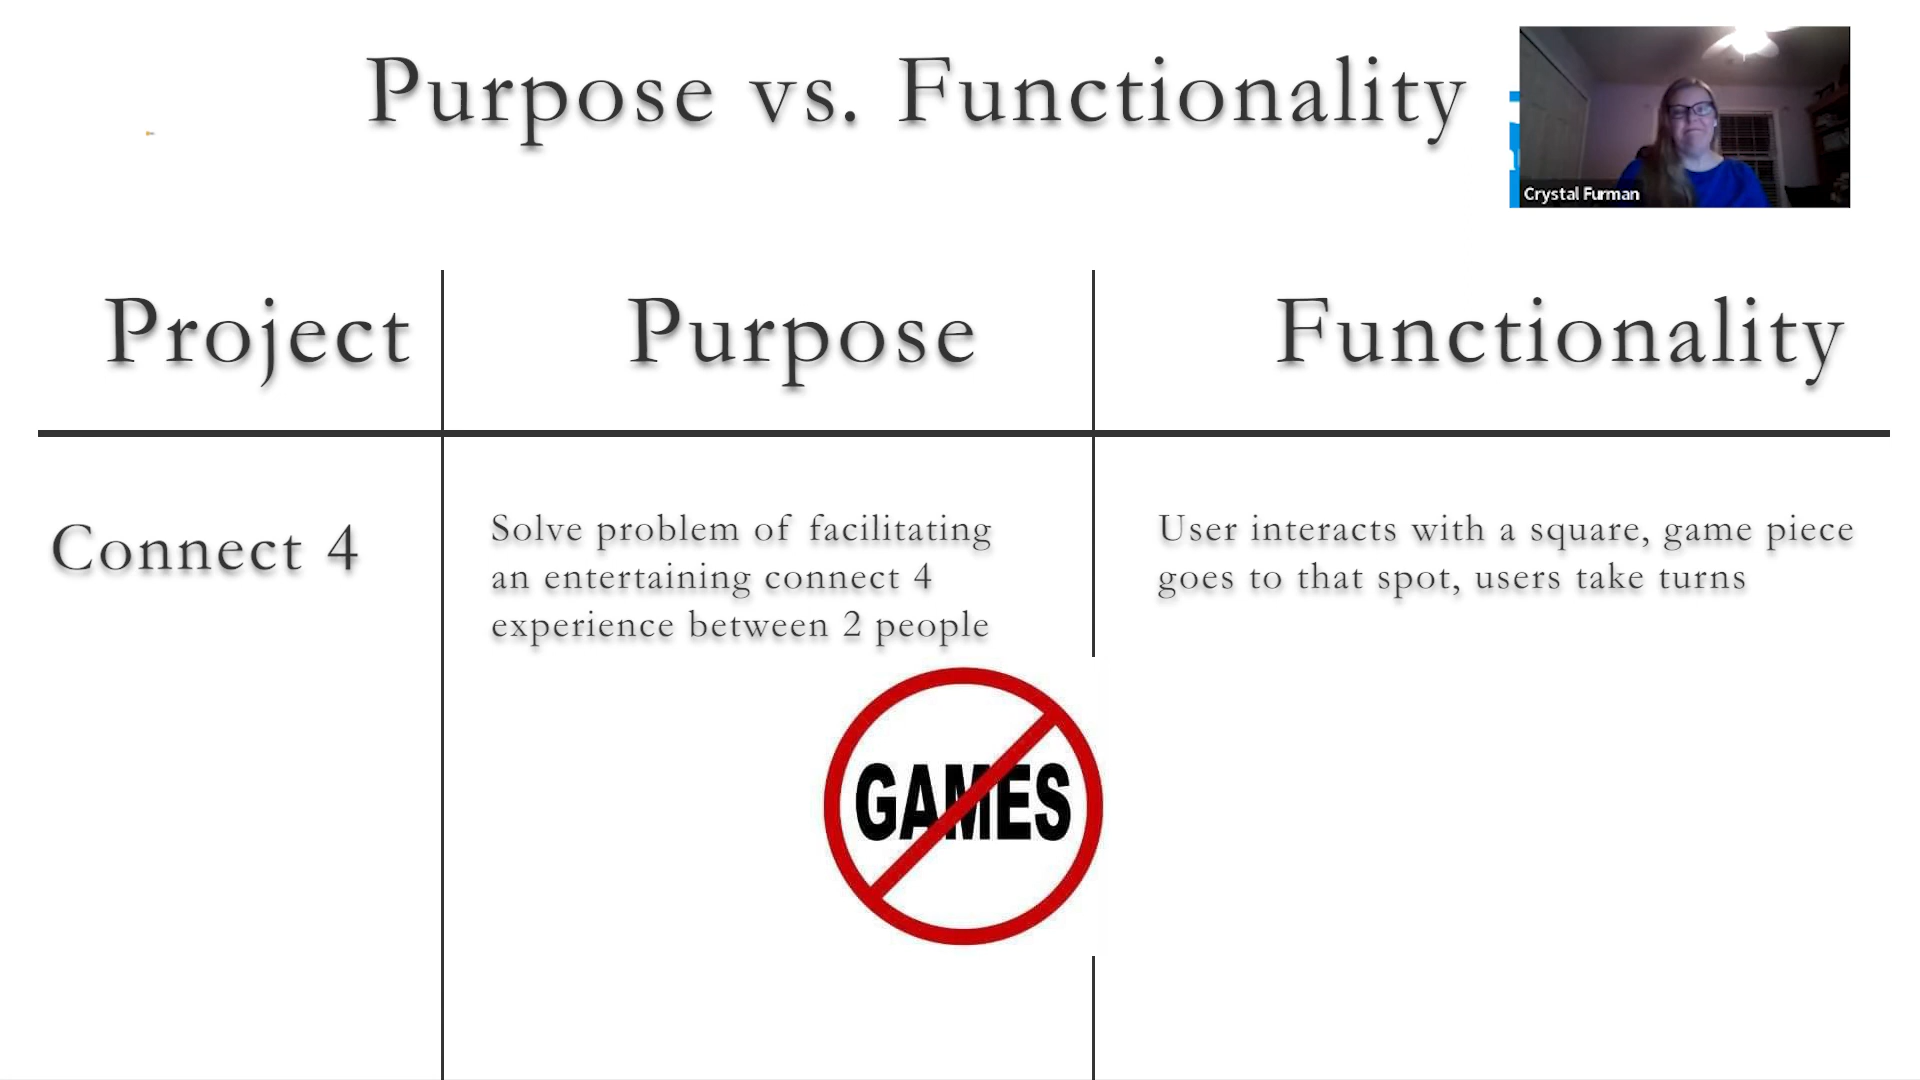 Purpose vs. Functionality
Crystal Furman
Project
Purpose
Functionality
Connect 4
Solve problem of facilitating
an entertaining connect 4
experience between 2 people
User interacts with a square, game piece
goes to that spot, users take turns
GAMES